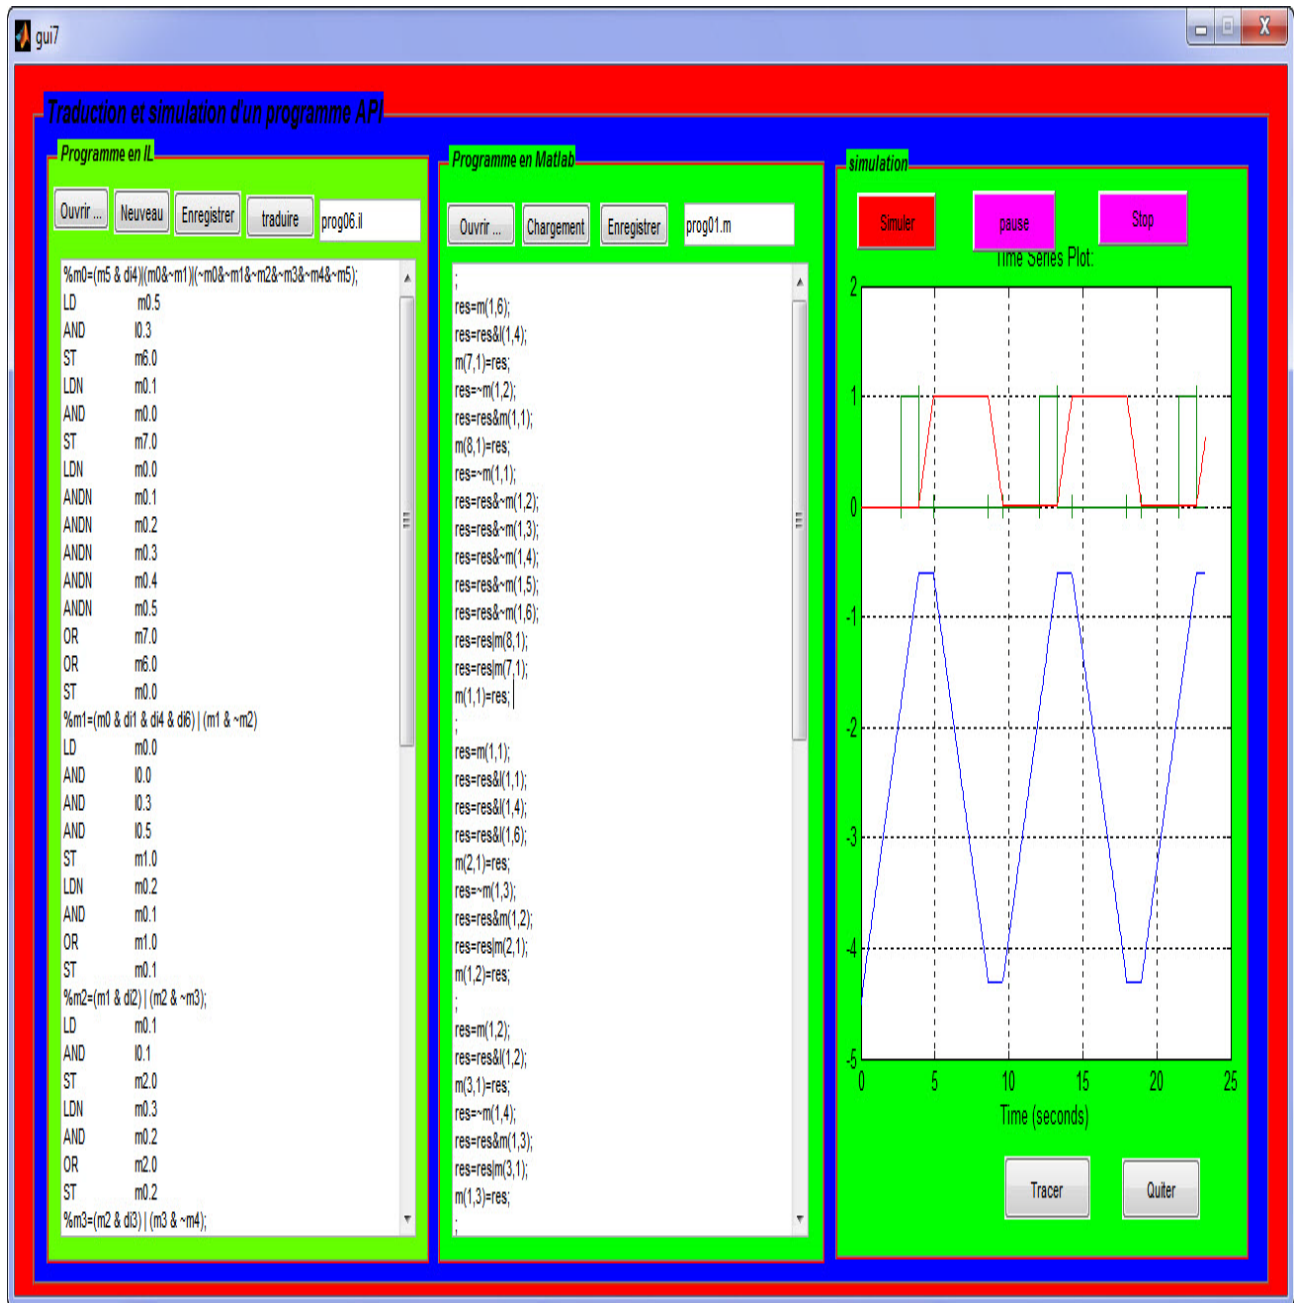 gui7
Traduction et simulation d'un programme API
Programme en IL
Ouvrir ... Neuveau Enregistrer traduire prog06.il
%m0=(m5 & di4)|(m0&~m1)|(~m0&~m1&~m2&~m3&~m4&~m5);
LD m0.5
AND I0.3
ST m6.0
LDN m0.1
AND m0.0
ST m7.0
LDN m0.0
ANDN m0.1
ANDN m0.2
ANDN m0.3
ANDN m0.4
ANDN m0.5
OR m7.0
OR m6.0
ST m0.0
%m1=(m0 & di1 & di4 & di6) | (m1 & ~m2)
LD m0.0
AND I0.0
AND I0.3
AND I0.5
ST m1.0
LDN m0.2
AND m0.1
OR m1.0
ST m0.1
%m2=(m1 & di2) | (m2 & ~m3);
LD m0.1
AND I0.1
ST m2.0
LDN m0.3
AND m0.2
OR m2.0
ST m0.2
%m3=(m2 & di3) | (m3 & ~m4);
Programme en Matlab
Ouvrir ... Chargement Enregistrer prog01.m
;
res=m(1,6);
res=res&I(1,4);
m(7,1)=res;
res=~m(1,2);
res=res&m(1,1);
m(8,1)=res;
res=~m(1,1);
res=res&~m(1,2);
res=res&~m(1,3);
res=res&~m(1,4);
res=res&~m(1,5);
res=res&~m(1,6);
res=res|m(8,1);
res=res|m(7,1);
m(1,1)=res;
;
res=m(1,1);
res=res&I(1,1);
res=res&I(1,4);
res=res&I(1,6);
m(2,1)=res;
res=~m(1,3);
res=res&m(1,2);
res=res|m(2,1);
m(1,2)=res;
;
res=m(1,2);
res=res&I(1,2);
m(3,1)=res;
res=~m(1,4);
res=res&m(1,3);
res=res|m(3,1);
m(1,3)=res;
;
simulation
Simuler pause Stop
Time Series Plot:
2
1
0
-1
-2
-3
-4
-5
0 5 10 15 20 25
Time (seconds)
Tracer Quiter